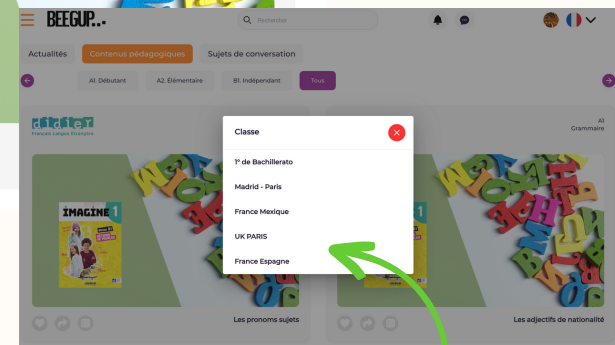 BEEGUP...
Rechercher
Actualités Contenus pédagogiques Sujets de conversation
A1: Débutant A2: Élémentaire B1: Indépendant Tous
didier
Français Langue Étrangère
A1
Grammaire
Classe
1º de Bachillerato
Madrid - Paris
France Mexique
UK PARIS
France Espagne
IMAGINE 1
1
Les pronoms sujets
Les adjectifs de nationalité